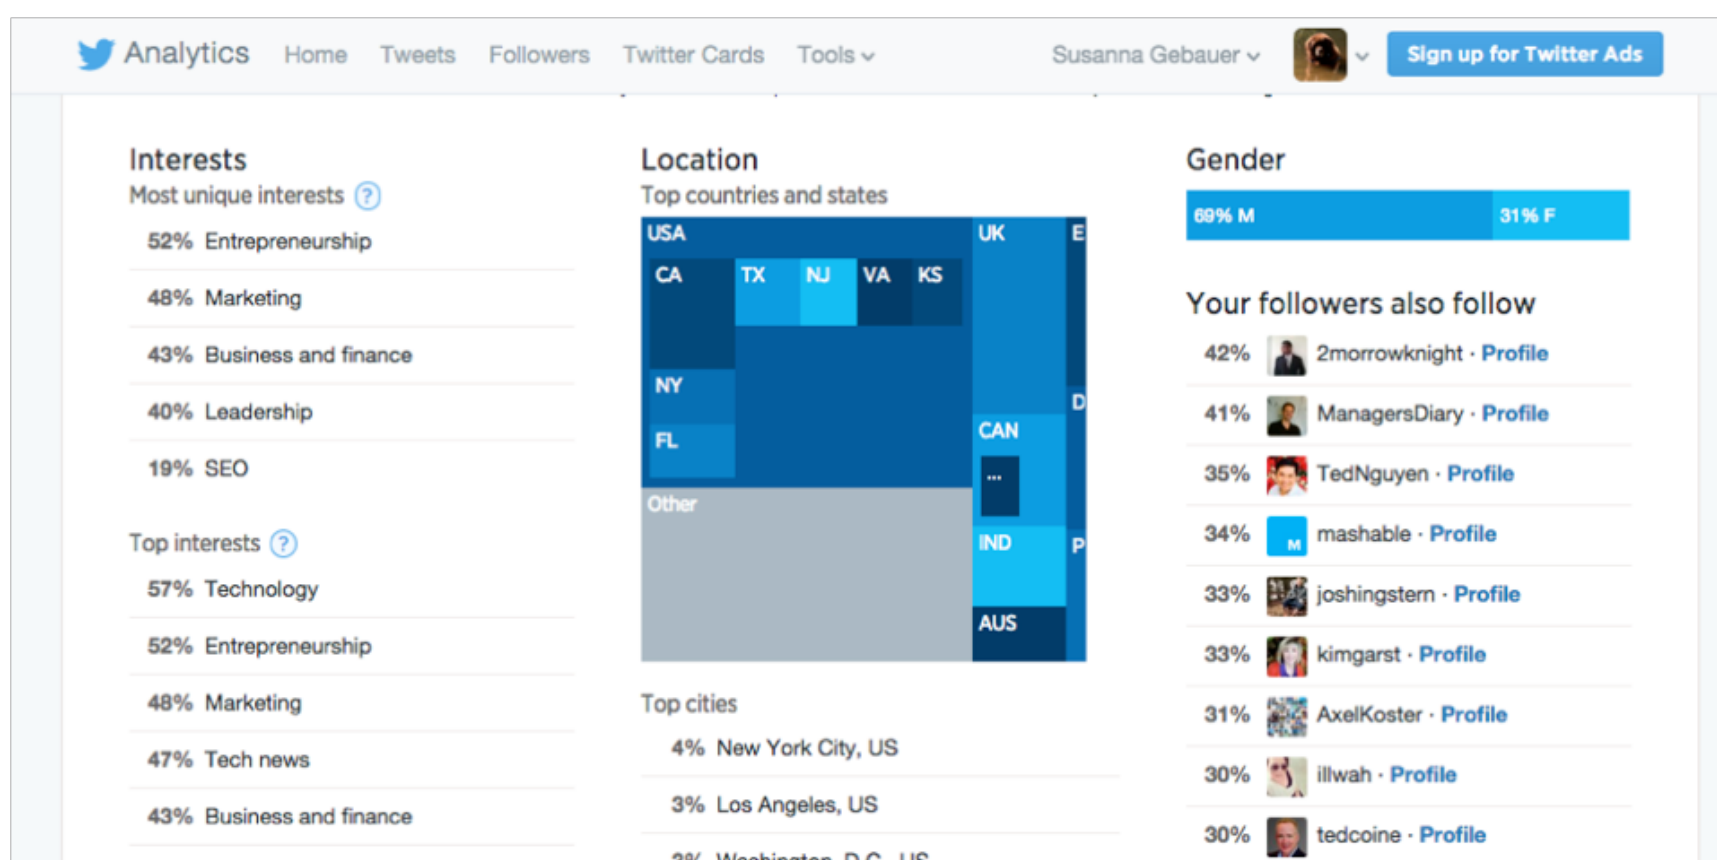 Analytics Home Tweets Followers Twitter Cards Tools Susanna Gebauer Sign up for Twitter Ads
Interests
Most unique interests ?
52% Entrepreneurship
48% Marketing
43% Business and finance
40% Leadership
19% SEO
Top interests ?
57% Technology
52% Entrepreneurship
48% Marketing
47% Tech news
43% Business and finance
Location
Top countries and states
USA
UK
E
CA
TX
NJ
VA
KS
NY
FL
D
CAN
...
Other
IND
P
AUS
Top cities
4% New York City, US
3% Los Angeles, US
3% Washington, D.C., US
Gender
69% M 31% F
Your followers also follow
42% 2morrowknight · Profile
41% ManagersDiary · Profile
35% TedNguyen · Profile
34% M mashable · Profile
33% joshingstern · Profile
33% kimgarst · Profile
31% AxelKoster · Profile
30% illwah · Profile
30% tedcoine · Profile